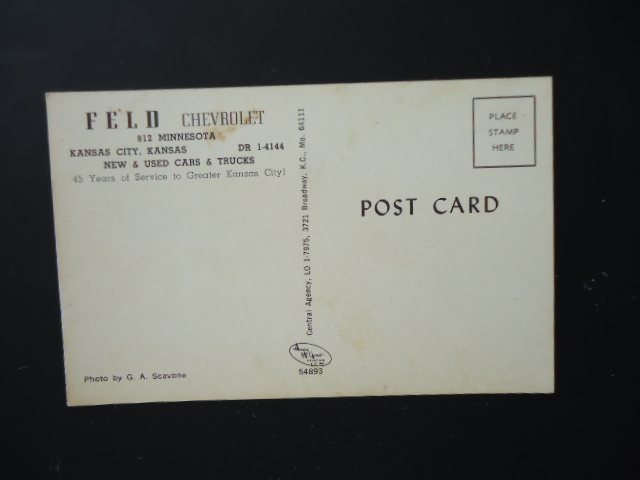 FELD CHEVROLET
812 MINNESOTA
KANSAS CITY, KANSAS DR 1-4144
NEW & USED CARS & TRUCKS
45 Years of Service to Greater Kansas City!
Photo by G. A. Scavone
Central Agency, LO 1-7975, 3721 Broadway, K.C., Mo. 64111
54893
PLACE
STAMP
HERE
POST CARD